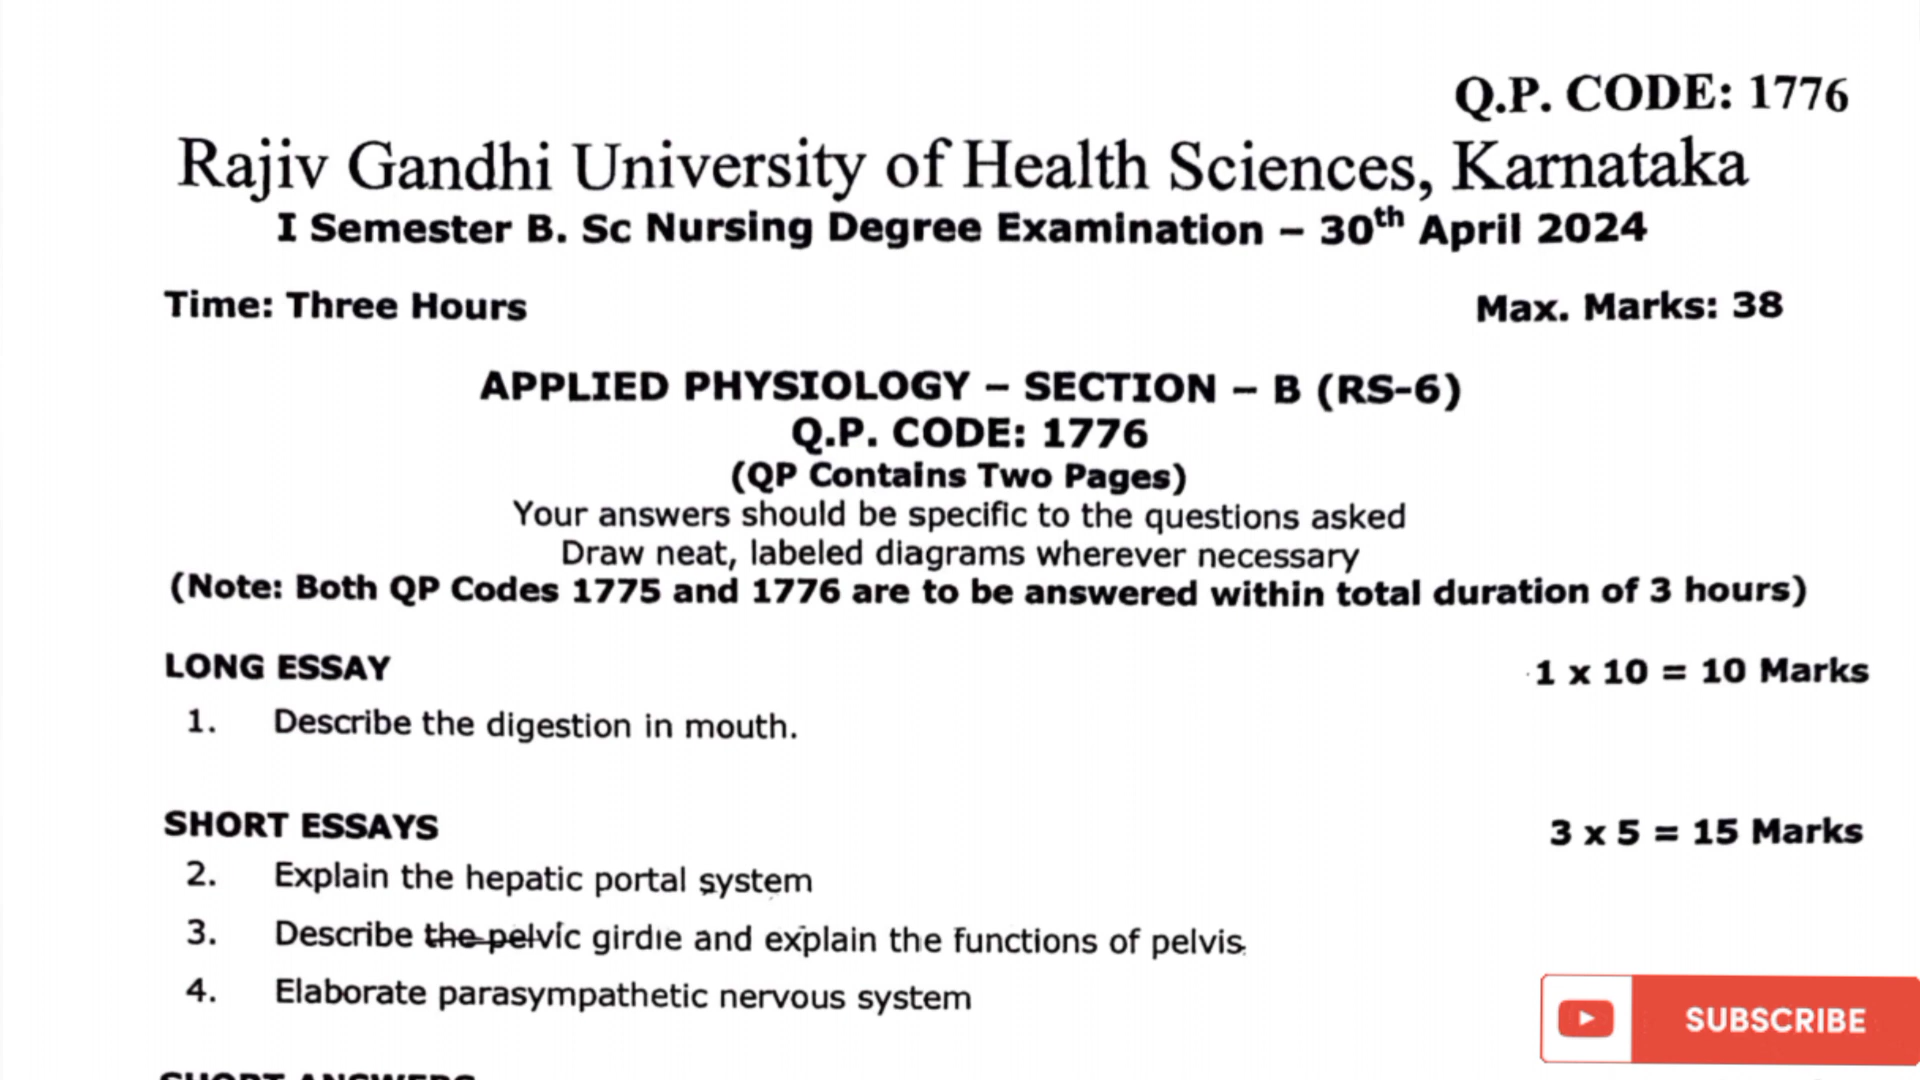 Q.P. CODE: 1776
Rajiv Gandhi University of Health Sciences, Karnataka
I Semester B. Sc Nursing Degree Examination – 30th April 2024
Time: Three Hours Max. Marks: 38
APPLIED PHYSIOLOGY – SECTION – B (RS-6)
Q.P. CODE: 1776
(QP Contains Two Pages)
Your answers should be specific to the questions asked
Draw neat, labeled diagrams wherever necessary
(Note: Both QP Codes 1775 and 1776 are to be answered within total duration of 3 hours)
LONG ESSAY 1 x 10 = 10 Marks
1. Describe the digestion in mouth.
SHORT ESSAYS 3 x 5 = 15 Marks
2. Explain the hepatic portal system
3. Describe the pelvic girdle and explain the functions of pelvis.
4. Elaborate parasympathetic nervous system
SHORT ANSWERS
SUBSCRIBE